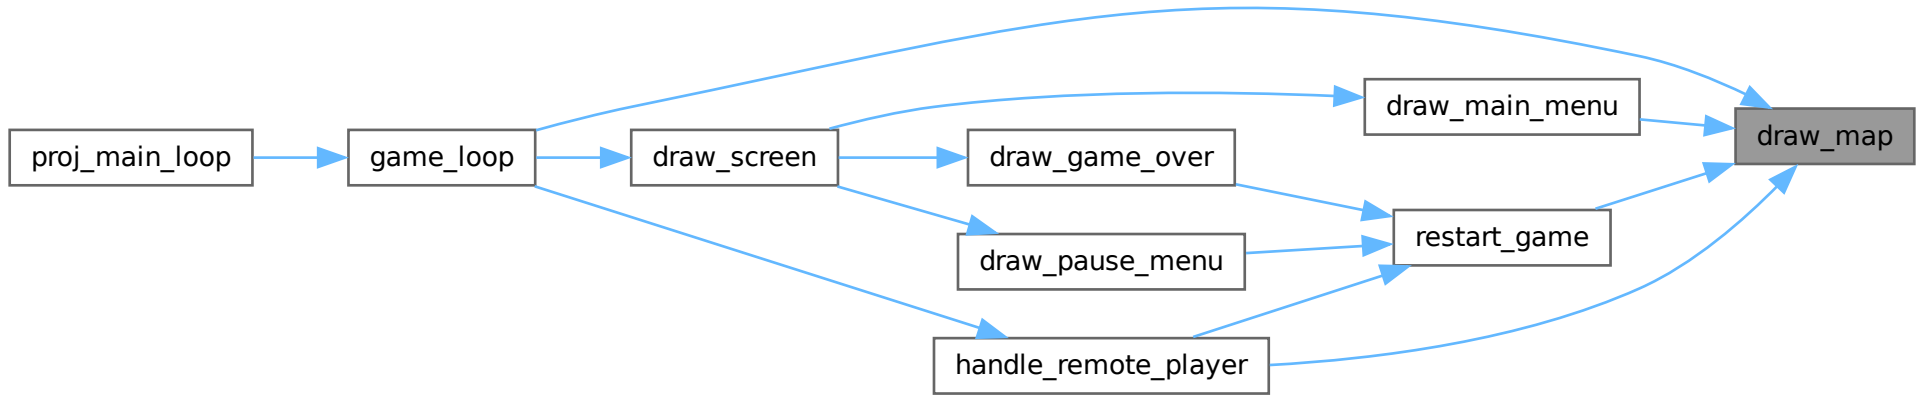 proj_main_loop
game_loop
draw_screen
draw_game_over
draw_pause_menu
handle_remote_player
draw_main_menu
restart_game
draw_map